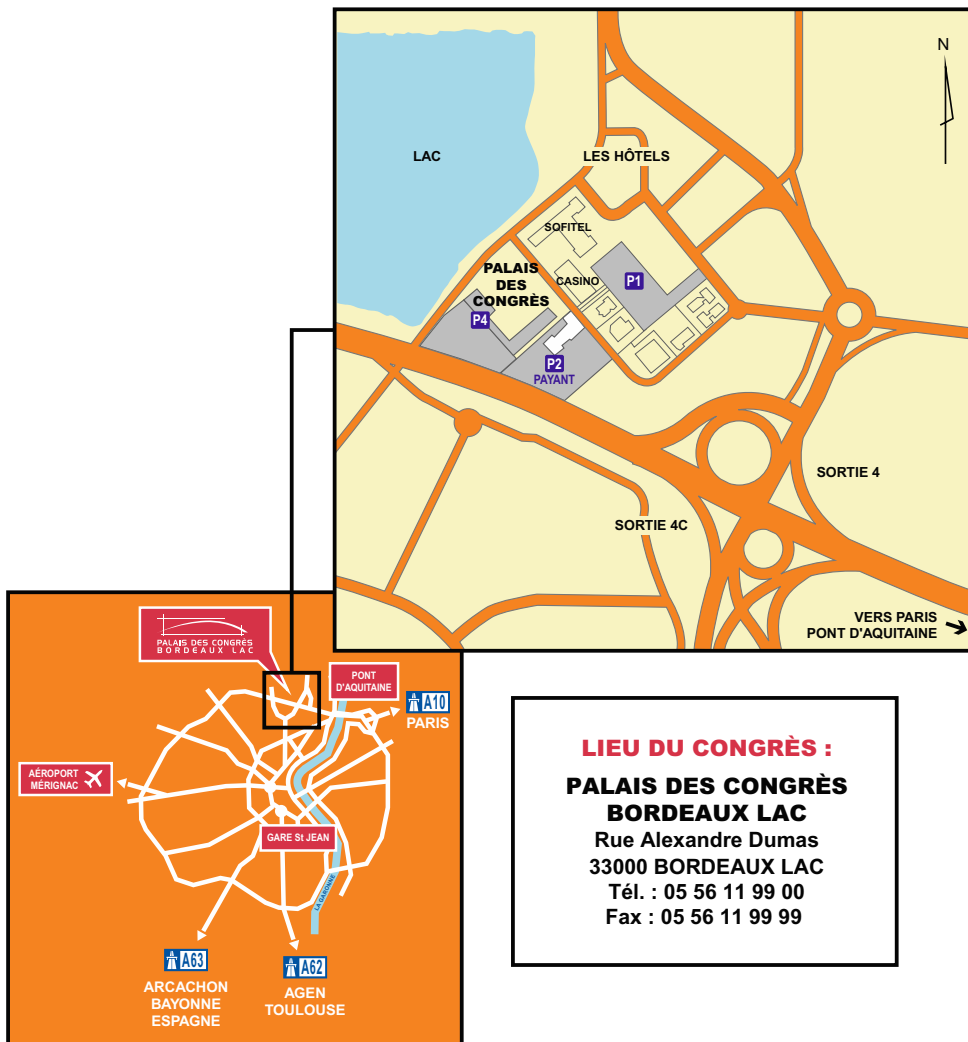 N
LAC
LES HÔTELS
SOFITEL
PALAIS
DES
CONGRÈS
CASINO
P1
P4
P2
PAYANT
SORTIE 4
SORTIE 4C
VERS PARIS
PONT D'AQUITAINE
PALAIS DES CONGRÉS
BORDEAUX LAC
PONT
D'AQUITAINE
A10
PARIS
AÉROPORT
MÉRIGNAC
GARE St JEAN
LA GARONNE
A63
ARCACHON
BAYONNE
ESPAGNE
A62
AGEN
TOULOUSE
LIEU DU CONGRÈS :
PALAIS DES CONGRÈS
BORDEAUX LAC
Rue Alexandre Dumas
33000 BORDEAUX LAC
Tél. : 05 56 11 99 00
Fax : 05 56 11 99 99